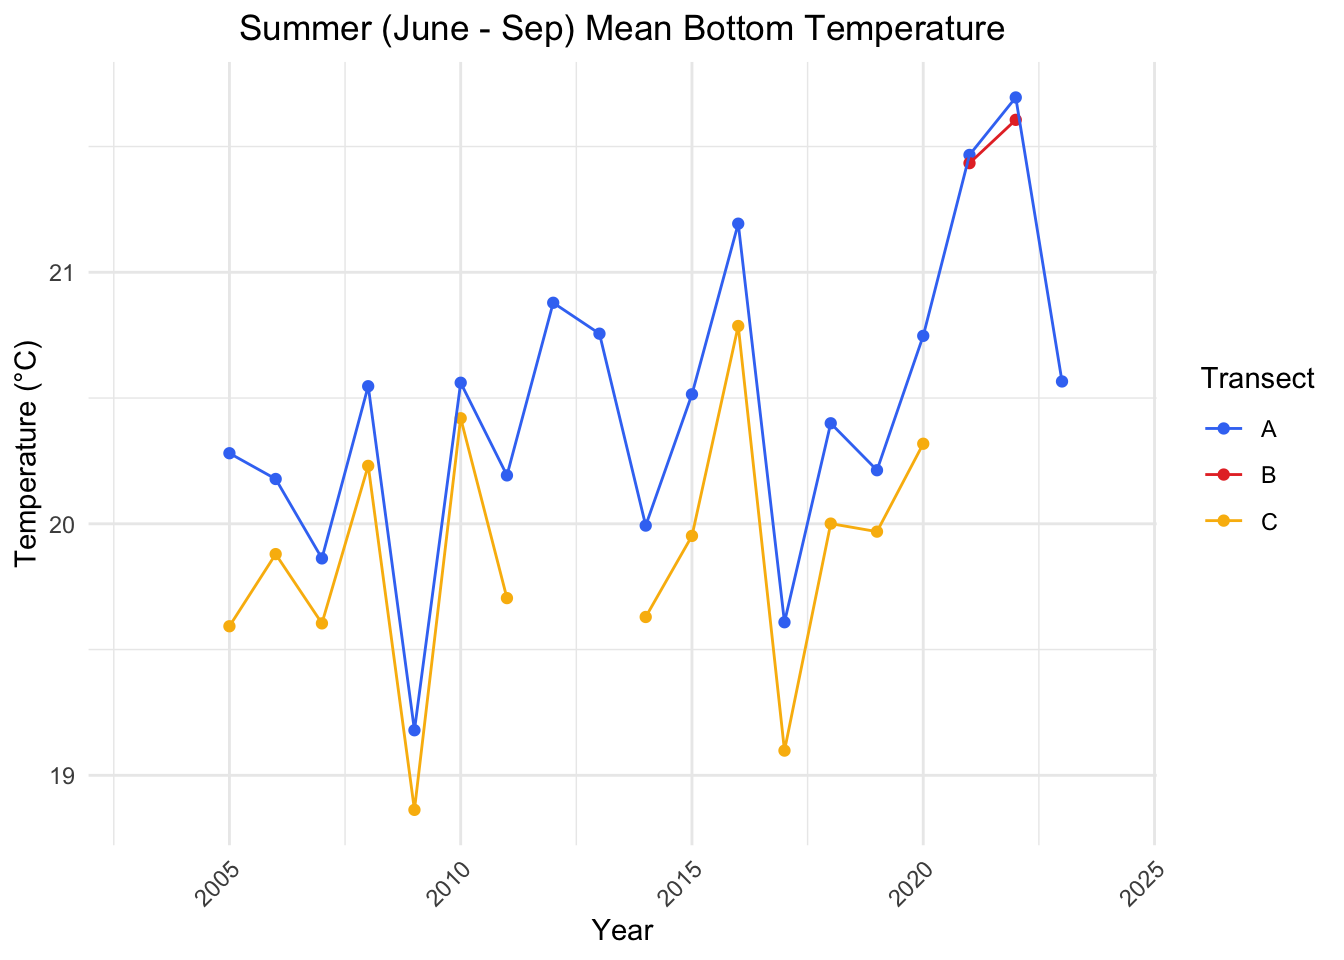 Summer (June - Sep) Mean Bottom Temperature
Temperature (°C)
21
20
19
2005
2010
2015
2020
2025
Year
Transect
A
B
C